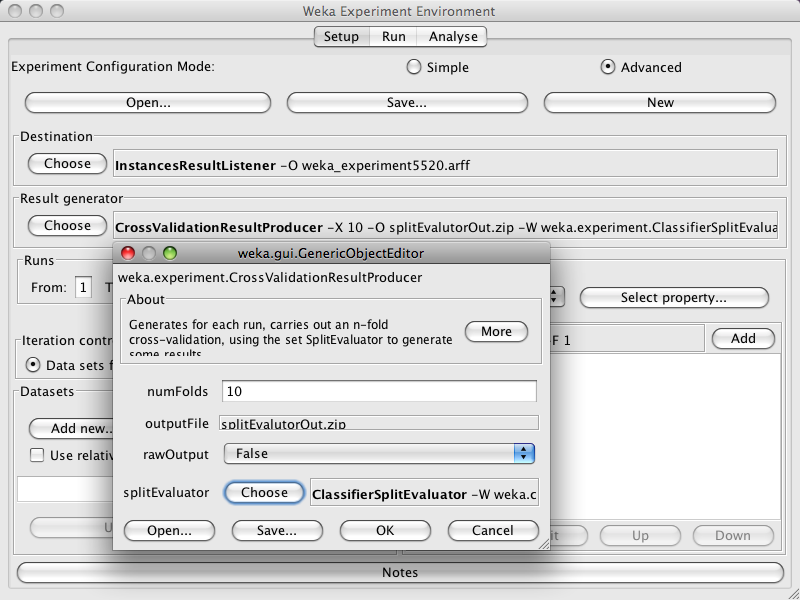 Weka Experiment Environment
Setup Run Analyse
Experiment Configuration Mode: Simple Advanced
Open... Save... New
Destination
Choose InstancesResultListener -O weka_experiment5520.arff
Result generator
Choose CrossValidationResultProducer -X 10 -O splitEvalutorOut.zip -W weka.experiment.ClassifierSplitEvalua
weka.gui.GenericObjectEditor
weka.experiment.CrossValidationResultProducer
About
Generates for each run, carries out an n-fold
cross-validation, using the set SplitEvaluator to generate
some results.
More
numFolds 10
outputFile splitEvalutorOut.zip
rawOutput False
splitEvaluator Choose ClassifierSplitEvaluator -W weka.c
Open... Save... OK Cancel
Runs
From: 1
Select property...
Iteration contr
Data sets f
F 1 Add
Datasets
Add new..
Use relativ
Up Down
Notes